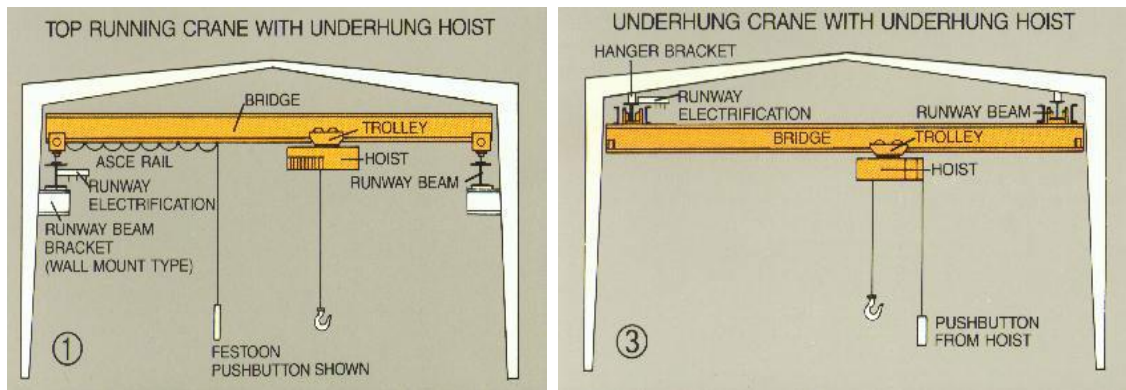 TOP RUNNING CRANE WITH UNDERHUNG HOIST
BRIDGE
TROLLEY
ASCE RAIL
HOIST
RUNWAY
ELECTRIFICATION
RUNWAY BEAM
RUNWAY BEAM
BRACKET
(WALL MOUNT TYPE)
1
FESTOON
PUSHBUTTON SHOWN
UNDERHUNG CRANE WITH UNDERHUNG HOIST
HANGER BRACKET
RUNWAY
ELECTRIFICATION
RUNWAY BEAM
BRIDGE
TROLLEY
HOIST
3
PUSHBUTTON
FROM HOIST